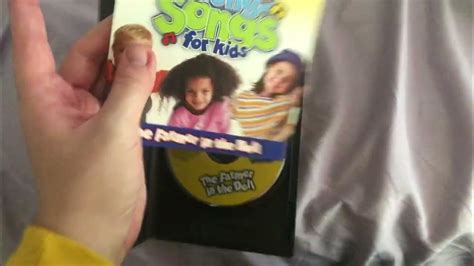 Songs
for kids
The Farmer in the Dell
The Farmer
in the Dell